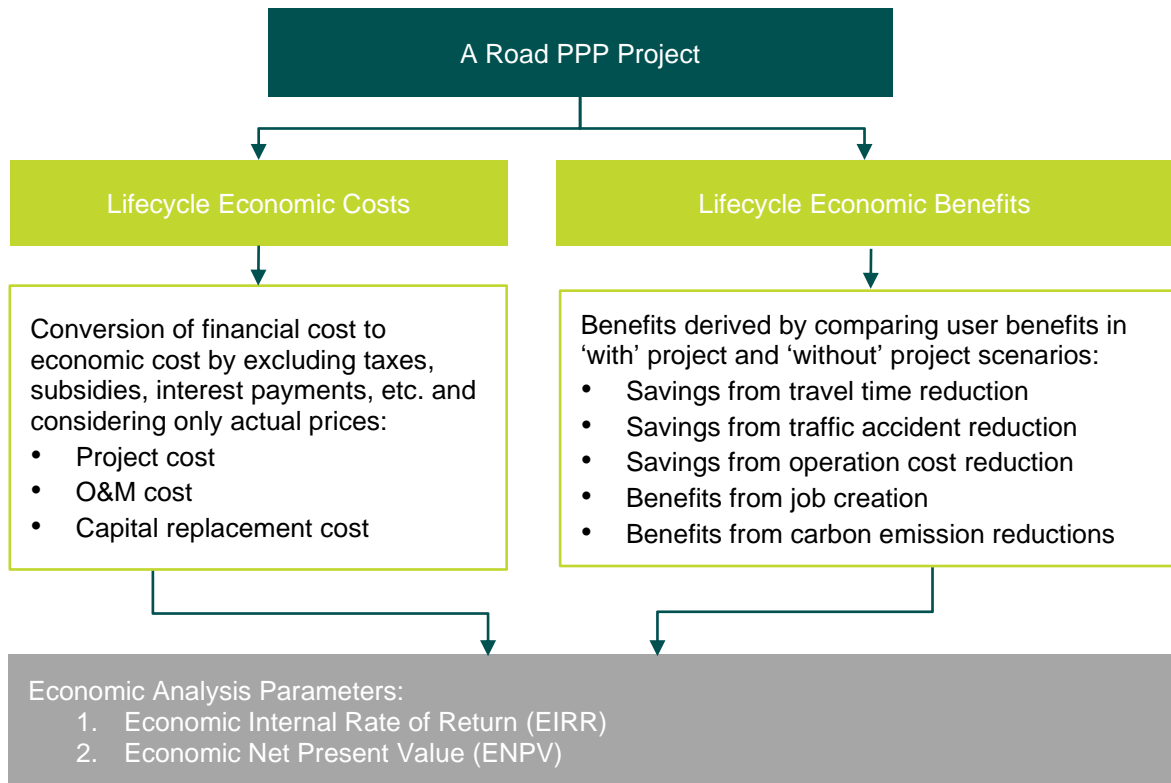 A Road PPP Project
Lifecycle Economic Costs
Lifecycle Economic Benefits
Conversion of financial cost to
economic cost by excluding taxes,
subsidies, interest payments, etc. and
considering only actual prices:
• Project cost
• O&M cost
• Capital replacement cost
Benefits derived by comparing user benefits in
‘with’ project and ‘without’ project scenarios:
• Savings from travel time reduction
• Savings from traffic accident reduction
• Savings from operation cost reduction
• Benefits from job creation
• Benefits from carbon emission reductions
Economic Analysis Parameters:
1. Economic Internal Rate of Return (EIRR)
2. Economic Net Present Value (ENPV)